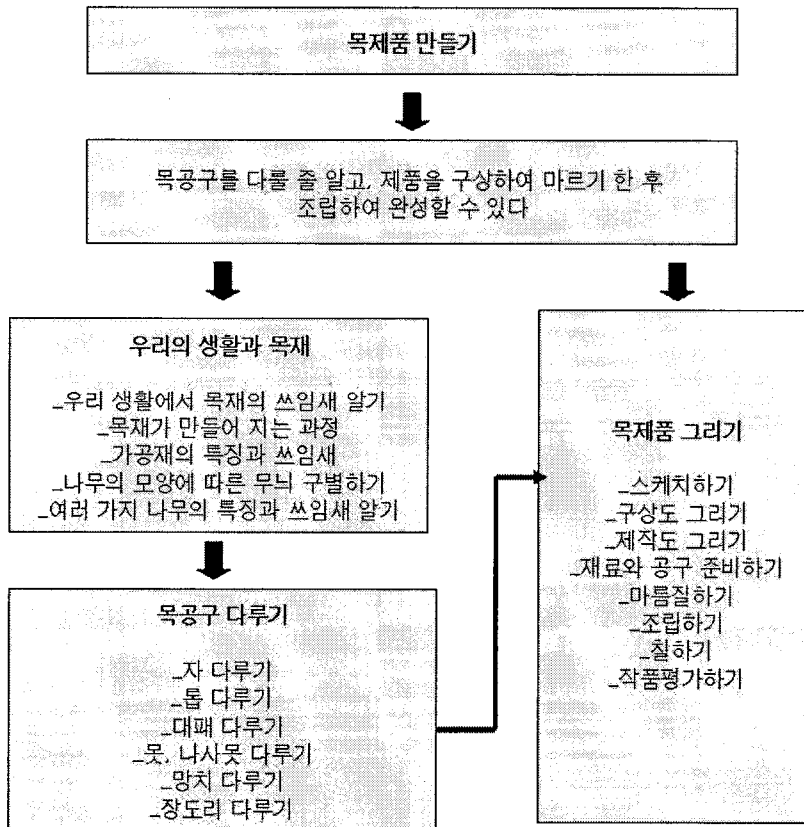 목제품 만들기
목공구를 다룰 줄 알고, 제품을 구상하여 마르기 한 후
조립하여 완성할 수 있다
우리의 생활과 목재
_우리 생활에서 목재의 쓰임새 알기
_목재가 만들어 지는 과정
_가공재의 특징과 쓰임새
_나무의 모양에 따른 무늬 구별하기
_여러 가지 나무의 특징과 쓰임새 알기
목공구 다루기
_자 다루기
_톱 다루기
_대패 다루기
_못, 나사못 다루기
_망치 다루기
_장도리 다루기
목제품 그리기
_스케치하기
_구상도 그리기
_제작도 그리기
_재료와 공구 준비하기
_마름질하기
_조립하기
_칠하기
_작품평가하기